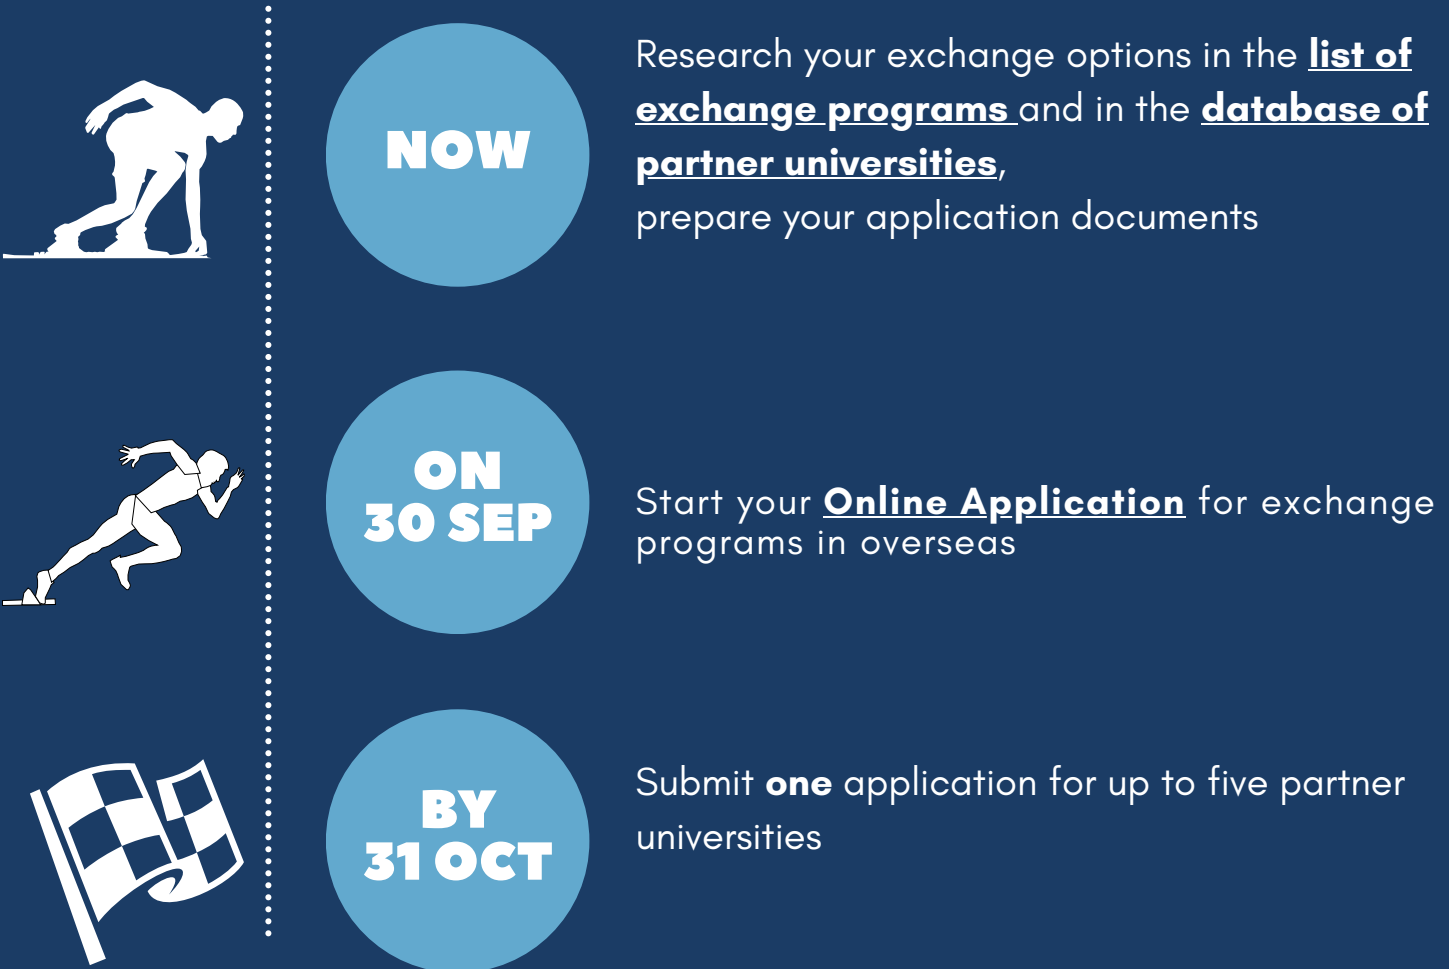 NOW
Research your exchange options in the list of
exchange programs and in the database of
partner universities,
prepare your application documents
ON
30 SEP
Start your Online Application for exchange
programs in overseas
BY
31 OCT
Submit one application for up to five partner
universities